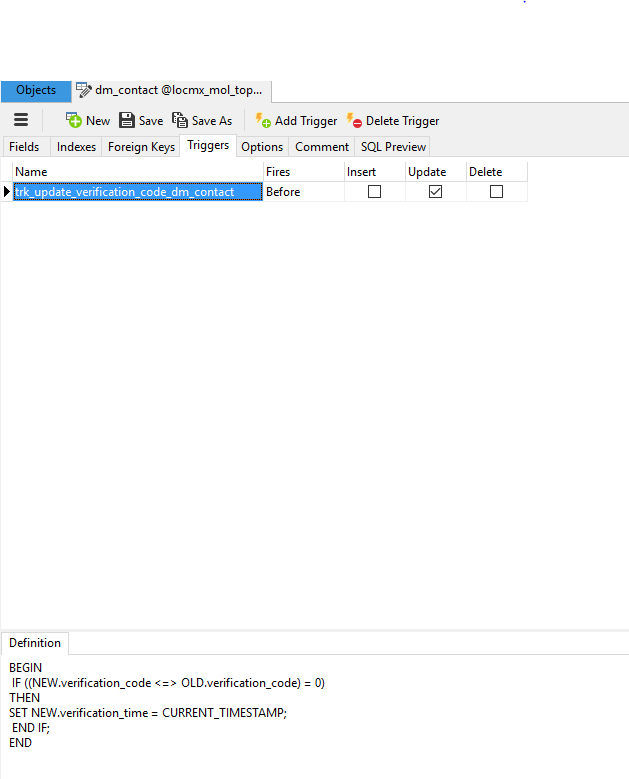 Objects dm_contact @locmx_mol_top...
New Save Save As Add Trigger Delete Trigger
Fields Indexes Foreign Keys Triggers Options Comment SQL Preview
Name Fires Insert Update Delete
trk_update_verification_code_dm_contact Before
Definition
BEGIN
IF ((NEW.verification_code <=> OLD.verification_code) = 0)
THEN
SET NEW.verification_time = CURRENT_TIMESTAMP;
END IF;
END